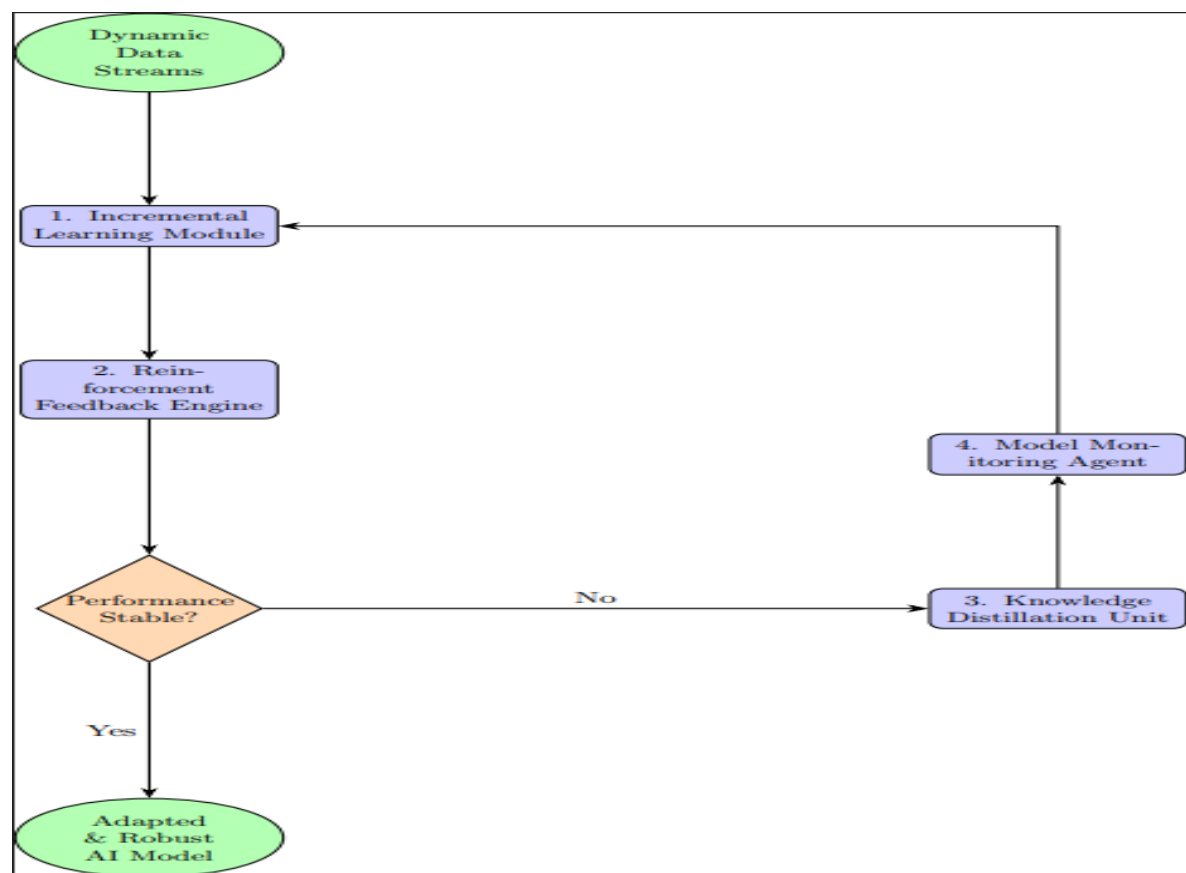 Dynamic
Data
Streams
1. Incremental
Learning Module
2. Rein-
forcement
Feedback Engine
4. Model Mon-
itoring Agent
Performance
Stable?
No
3. Knowledge
Distillation Unit
Yes
Adapted
& Robust
AI Model